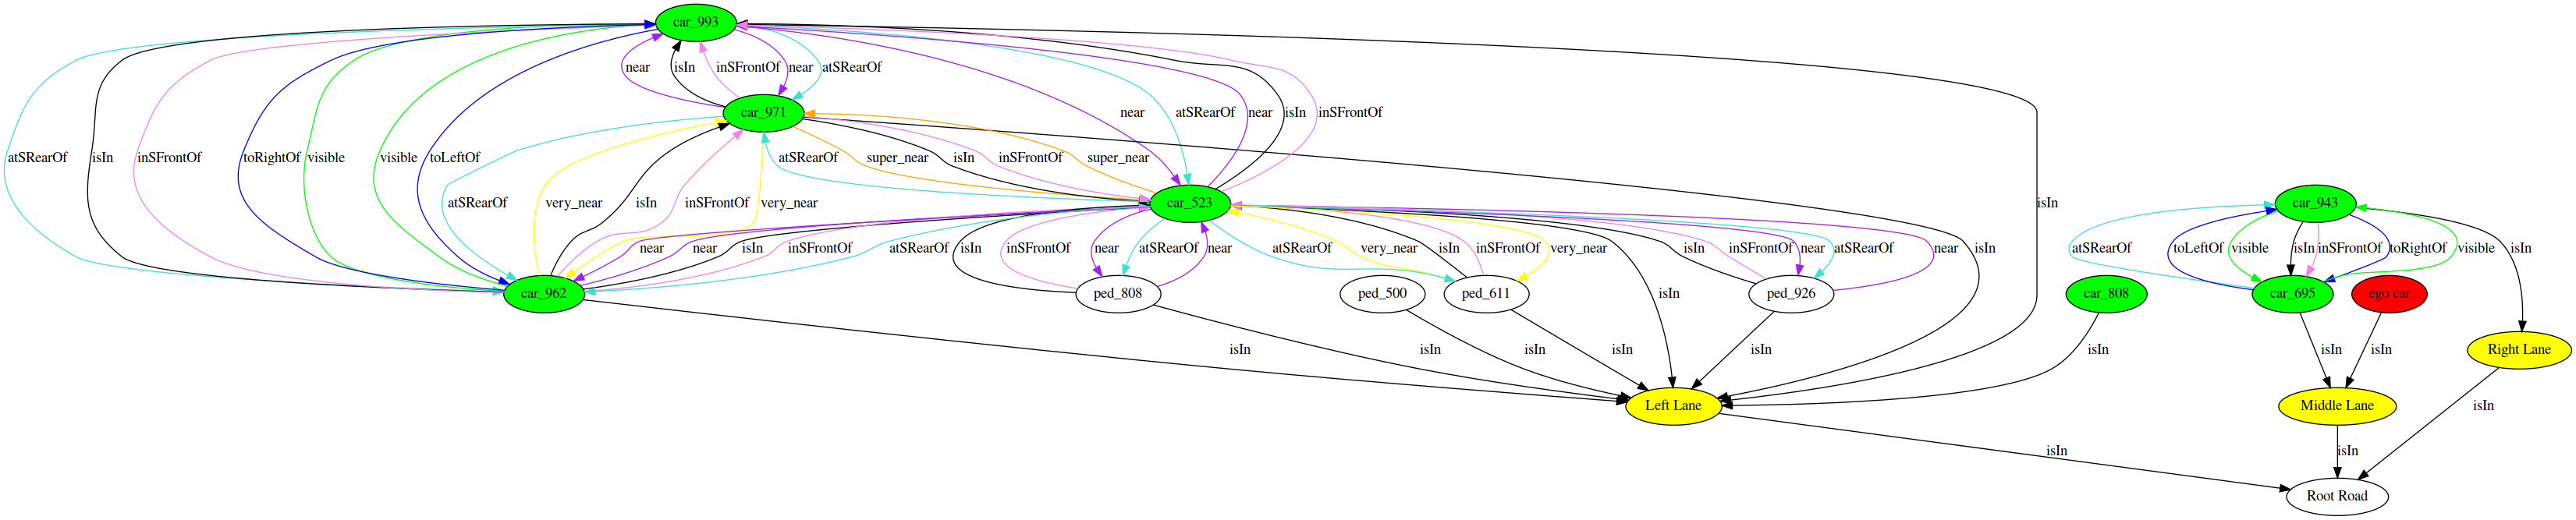 car_993
near
isIn
inSFrontOf
near
atSRearOf
car_971
near
atSRearOf
near
isIn
inSFrontOf
atSRearOf
isIn
inSFrontOf
toRightOf
visible
visible
toLeftOf
atSRearOf
super_near
isIn
inSFrontOf
super_near
atSRearOf
very_near
isIn
inSFrontOf
very_near
car_523
isIn
car_943
near
near
isIn
inSFrontOf
atSRearOf
isIn
inSFrontOf
near
atSRearOf
near
atSRearOf
very_near
isIn
inSFrontOf
very_near
isIn
inSFrontOf
near
atSRearOf
near
isIn
atSRearOf
toLeftOf
visible
isIn
inSFrontOf
toRightOf
visible
isIn
car_962
ped_808
ped_500
ped_611
ped_926
isIn
car_808
car_695
ego car
isIn
isIn
isIn
isIn
isIn
isIn
isIn
isIn
Right Lane
Left Lane
Middle Lane
isIn
isIn
isIn
Root Road